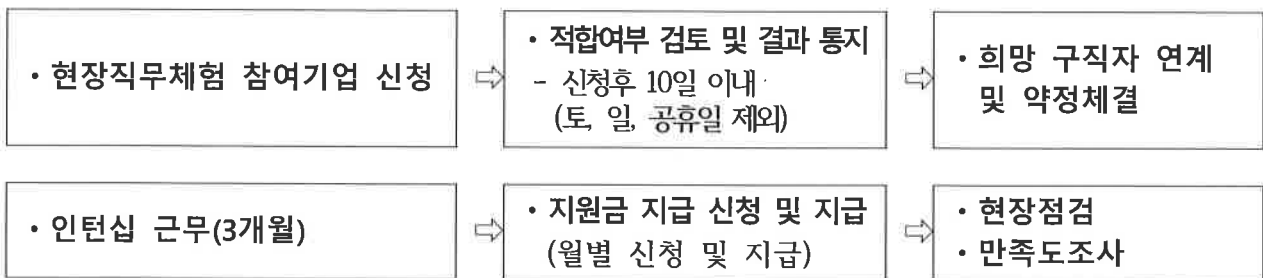 • 현장직무체험 참여기업 신청
⇨
• 적합여부 검토 및 결과 통지
- 신청후 10일 이내
(토, 일, 공휴일 제외)
⇨
• 희망 구직자 연계
및 약정체결
• 인턴십 근무(3개월)
⇨
• 지원금 지급 신청 및 지급
(월별 신청 및 지급)
⇨
• 현장점검
• 만족도조사